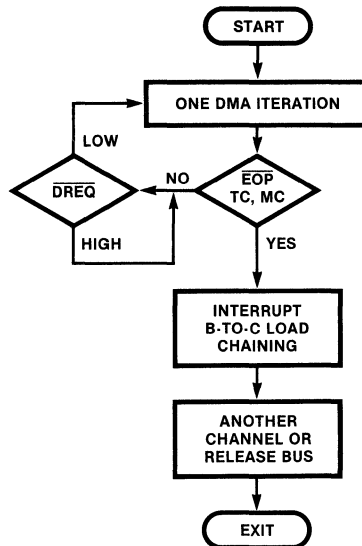 START
ONE DMA ITERATION
LOW
DREQ
NO
EOP
TC, MC
HIGH
YES
INTERRUPT
B-TO-C LOAD
CHAINING
ANOTHER
CHANNEL OR
RELEASE BUS
EXIT